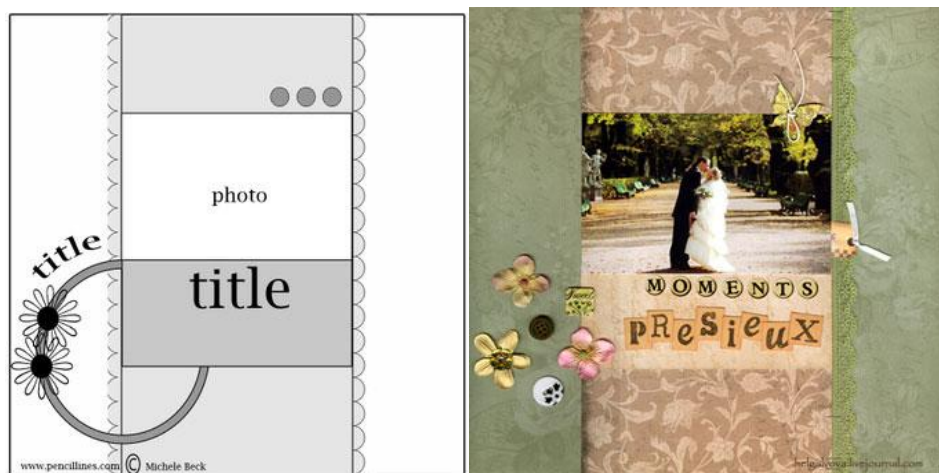 photo
title
title
www.pencillines.com © Michele Beck
MOMENTS
PRESiEUX